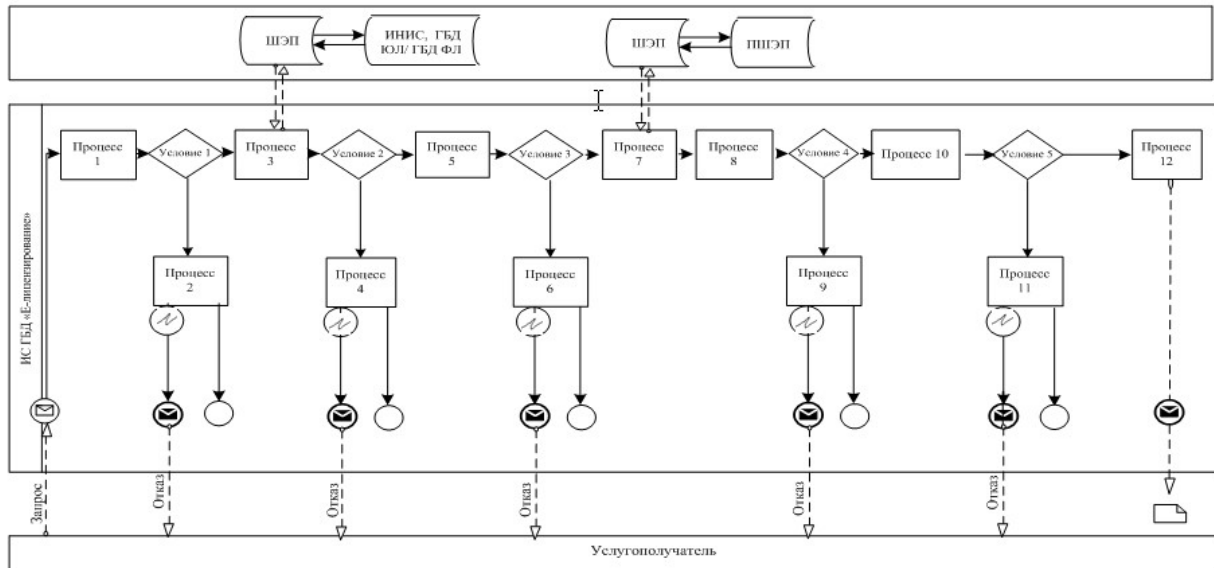 ШЭП
ИНИС, ГБД
ЮЛ/ ГБД ФЛ
ШЭП
ПШЭП
ИС ГБД «Е-лицензирование»
Процесс
1
Условие 1
Процесс
3
Условие 2
Процесс
5
Условие 3
Процесс
7
Процесс
8
Условие 4
Процесс 10
Условие 5
Процесс
12
Процесс
2
Процесс
4
Процесс
6
Процесс
9
Процесс
11
Запрос
Отказ
Отказ
Отказ
Отказ
Отказ
Услугополучатель